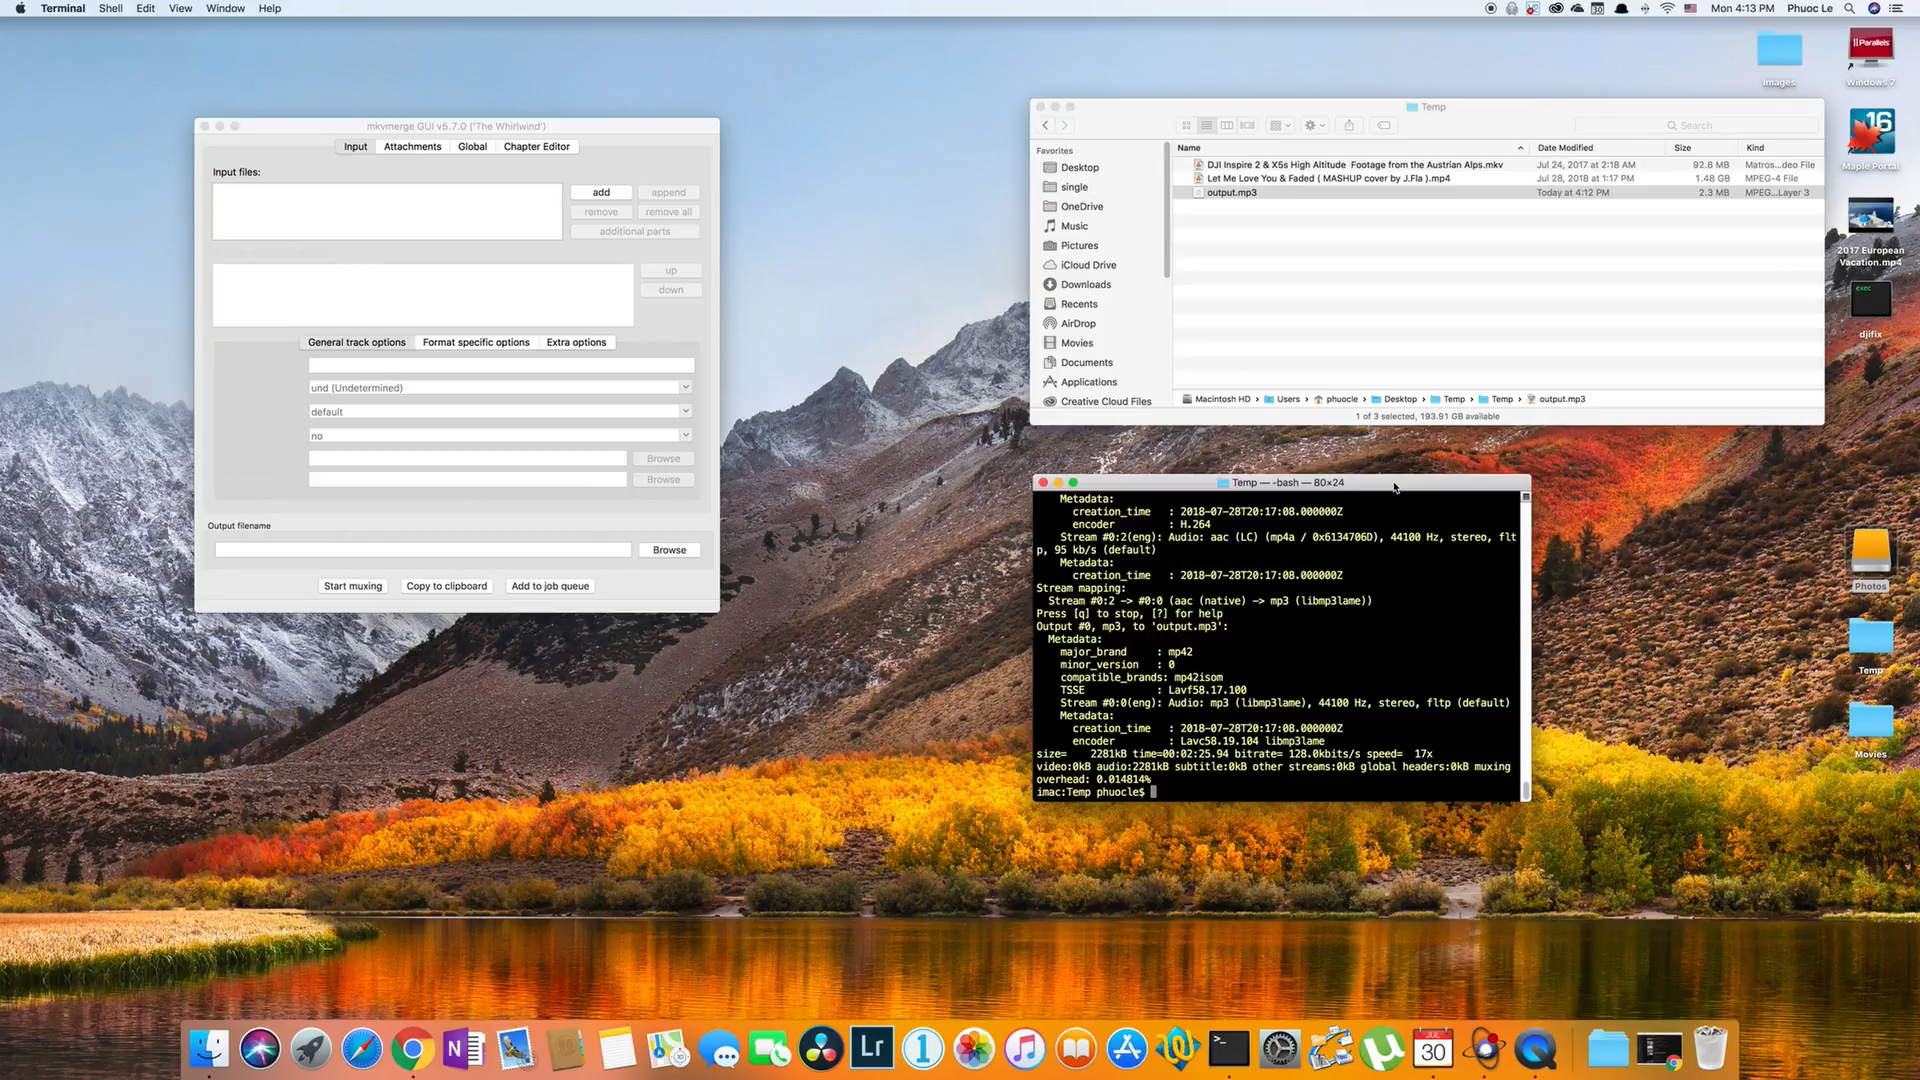 Terminal Shell Edit View Window Help
Mon 4:13 PM Phuoc Le
mkvmerge GUI v5.7.0 ('The Whirlwind')
Input Attachments Global Chapter Editor
Input files:
add append
remove remove all
additional parts
up
down
General track options Format specific options Extra options
und (Undetermined)
default
no
Browse
Browse
Output filename
Browse
Start muxing Copy to clipboard Add to job queue
Temp
Search
Favorites
Desktop
single
OneDrive
Music
Pictures
iCloud Drive
Downloads
Recents
AirDrop
Movies
Documents
Applications
Creative Cloud Files
Name Date Modified Size Kind
DJI Inspire 2 & X5s High Altitude Footage from the Austrian Alps.mkv Jul 24, 2017 at 2:18 AM 92.8 MB Matros...deo File
Let Me Love You & Faded ( MASHUP cover by J.Fla ).mp4 Jul 28, 2018 at 1:17 PM 1.48 GB MPEG-4 File
output.mp3 Today at 4:12 PM 2.3 MB MPEG...Layer 3
Macintosh HD Users phuocle Desktop Temp Temp output.mp3
1 of 3 selected, 193.91 GB available
Temp — -bash — 80×24
Metadata:
creation_time : 2018-07-28T20:17:08.000000Z
encoder : H.264
Stream #0:2(eng): Audio: aac (LC) (mp4a / 0x6134706D), 44100 Hz, stereo, flt
p, 95 kb/s (default)
Metadata:
creation_time : 2018-07-28T20:17:08.000000Z
Stream mapping:
Stream #0:2 -> #0:0 (aac (native) -> mp3 (libmp3lame))
Press [q] to stop, [?] for help
Output #0, mp3, to 'output.mp3':
Metadata:
major_brand : mp42
minor_version : 0
compatible_brands: mp42isom
TSSE : Lavf58.17.100
Stream #0:0(eng): Audio: mp3 (libmp3lame), 44100 Hz, stereo, fltp (default)
Metadata:
creation_time : 2018-07-28T20:17:08.000000Z
encoder : Lavc58.19.104 libmp3lame
size= 2281kB time=00:02:25.94 bitrate= 128.0kbits/s speed= 17x
video:0kB audio:2281kB subtitle:0kB other streams:0kB global headers:0kB muxing
overhead: 0.014814%
imac:Temp phuocle$
Images
Parallels
Windows 7
16
Maple Portal
2017 European
Vacation.mp4
exec
djifix
Photos
Temp
Movies
Lr
1
JUL
30